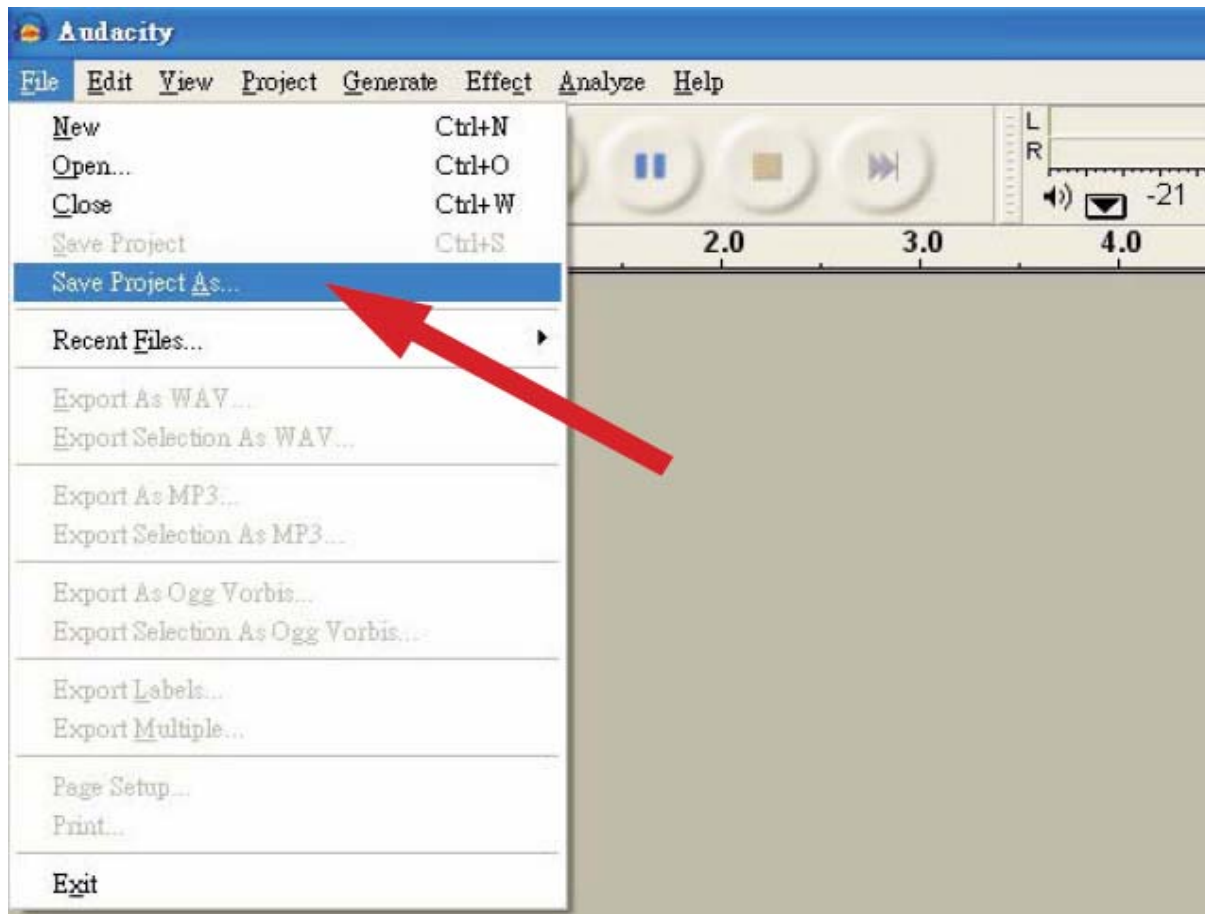 Audacity
File Edit View Project Generate Effect Analyze Help
New Ctrl+N
Open... Ctrl+O
Close Ctrl+W
Save Project Ctrl+S
Save Project As...
Recent Files...
Export As WAV...
Export Selection As WAV...
Export As MP3...
Export Selection As MP3...
Export As Ogg Vorbis...
Export Selection As Ogg Vorbis...
Export Labels...
Export Multiple...
Page Setup...
Print...
Exit
L
R
-21
2.0 3.0 4.0